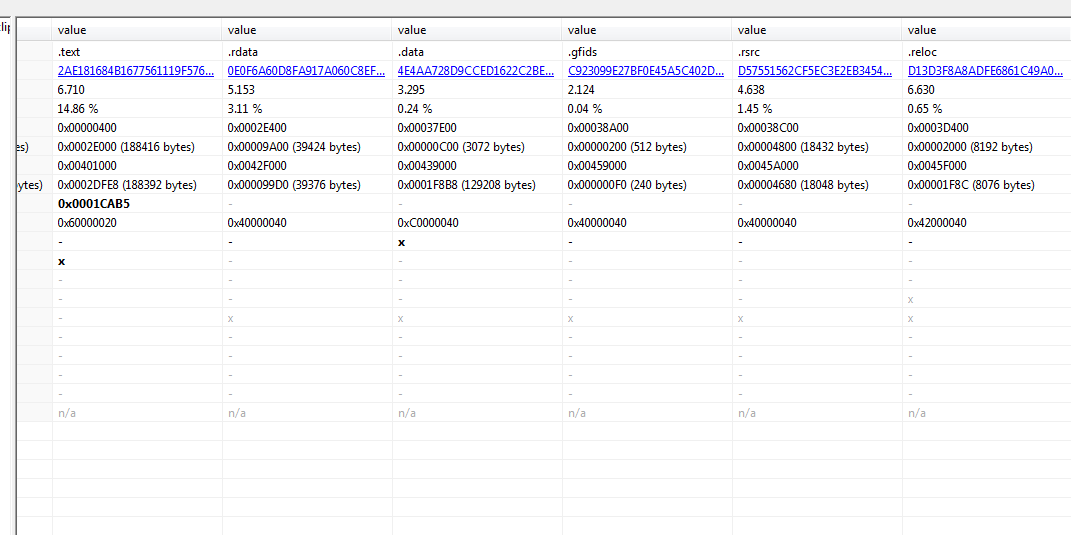 value value value value value value
.text .rdata .data .gfids .rsrc .reloc
2AE181684B1677561119F576... 0E0F6A60D8FA917A060C8EF... 4E4AA728D9CCED1622C2BE... C923099E27BF0E45A5C402D... D57551562CF5EC3E2EB3454... D13D3F8A8ADFE6861C49A0...
6.710 5.153 3.295 2.124 4.638 6.630
14.86 % 3.11 % 0.24 % 0.04 % 1.45 % 0.65 %
0x00000400 0x0002E400 0x00037E00 0x00038A00 0x00038C00 0x0003D400
es) 0x0002E000 (188416 bytes) 0x00009A00 (39424 bytes) 0x00000C00 (3072 bytes) 0x00000200 (512 bytes) 0x00004800 (18432 bytes) 0x00002000 (8192 bytes)
0x00401000 0x0042F000 0x00439000 0x00459000 0x0045A000 0x0045F000
ytes) 0x0002DFE8 (188392 bytes) 0x000099D0 (39376 bytes) 0x0001F8B8 (129208 bytes) 0x000000F0 (240 bytes) 0x00004680 (18048 bytes) 0x00001F8C (8076 bytes)
0x0001CAB5 - - - - -
0x60000020 0x40000040 0xC0000040 0x40000040 0x40000040 0x42000040
- - x - - -
x - - - - -
- - - - - -
- - - - - x
- x x x x x
- - - - - -
- - - - - -
- - - - - -
- - - - - -
n/a n/a n/a n/a n/a n/a